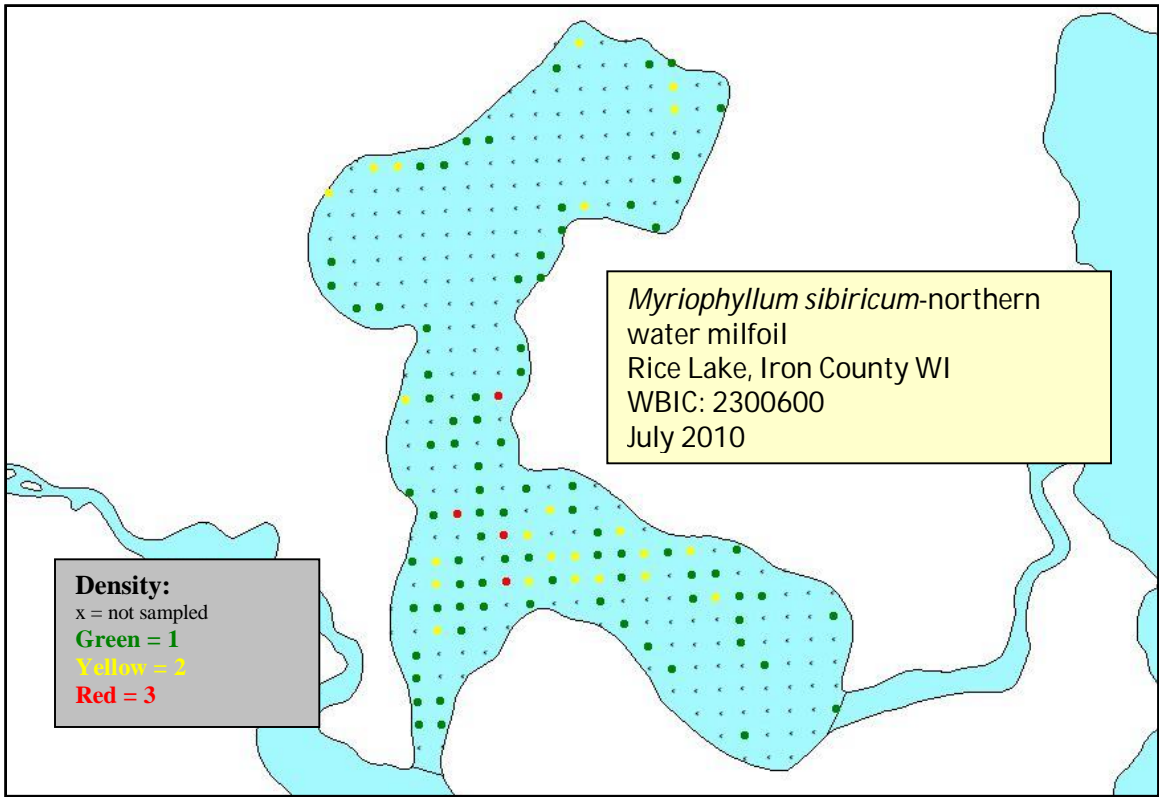 Myriophyllum sibiricum-northern
water milfoil
Rice Lake, Iron County WI
WBIC: 2300600
July 2010
Density:
x = not sampled
Green = 1
Yellow = 2
Red = 3